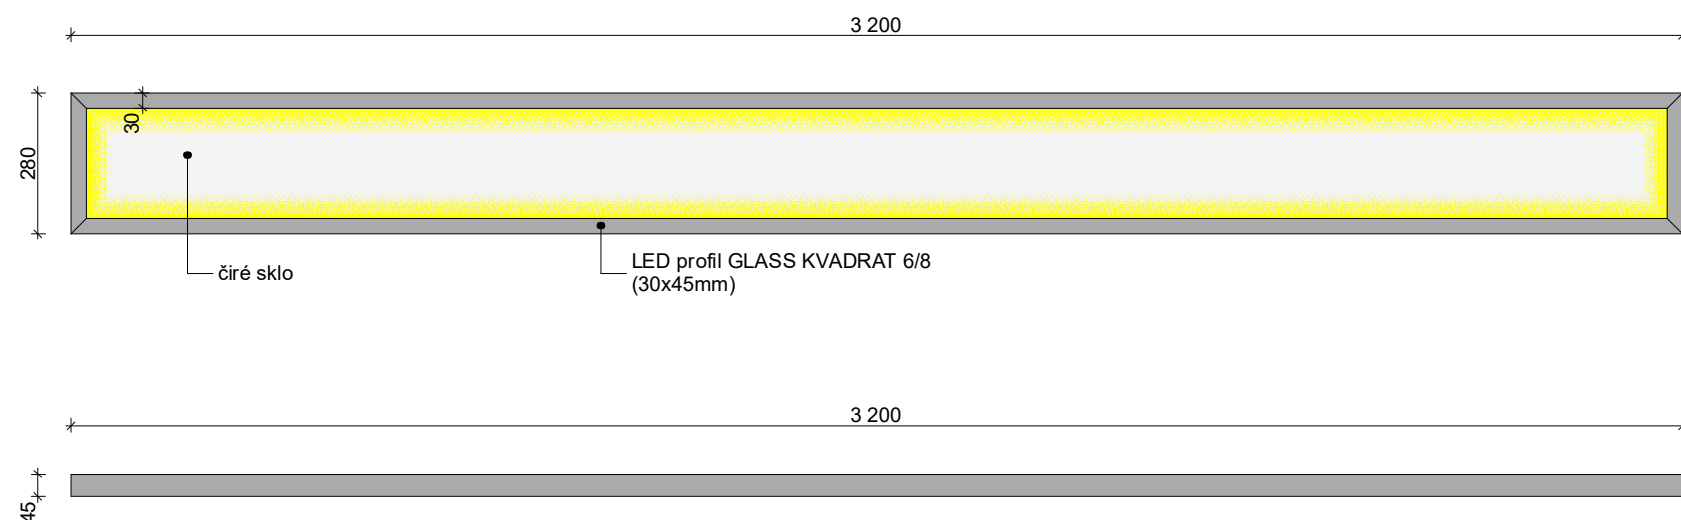 3 200
30
280
čiré sklo
LED profil GLASS KVADRAT 6/8
(30x45mm)
3 200
45